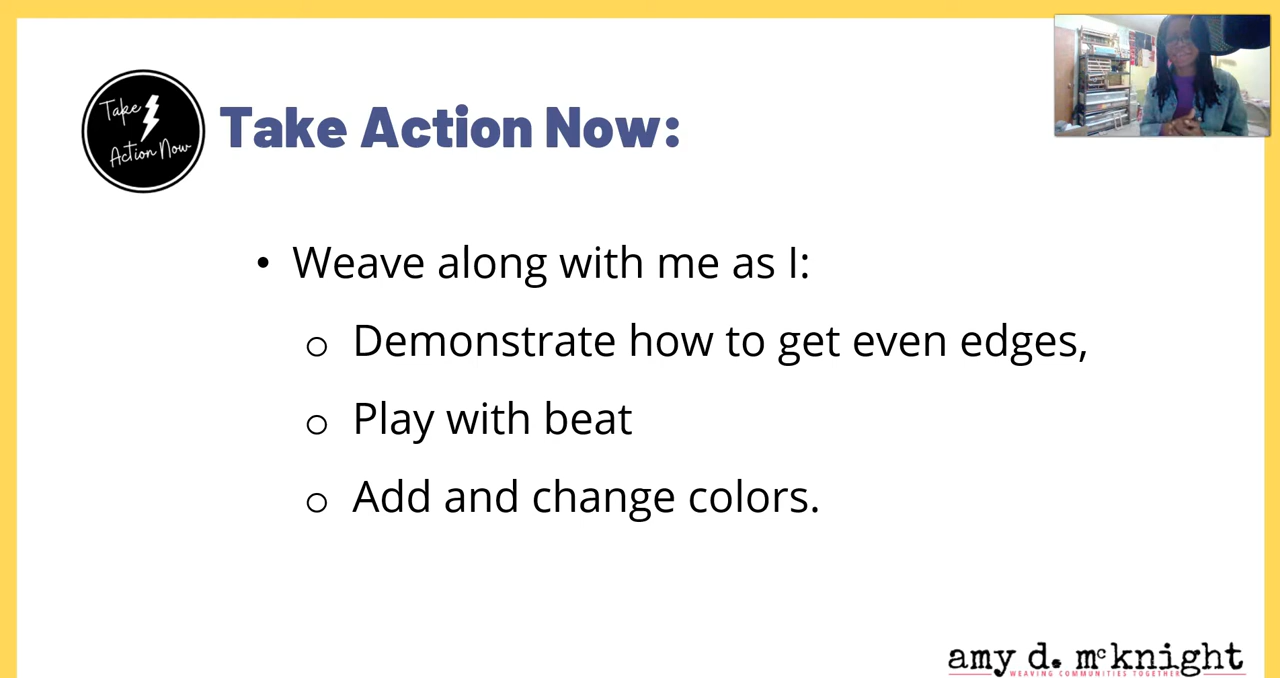 Take
Action Now
Take Action Now:
• Weave along with me as I:
o Demonstrate how to get even edges,
o Play with beat
o Add and change colors.
amy d. mcknight
WEAVING COMMUNITIES TOGETHER